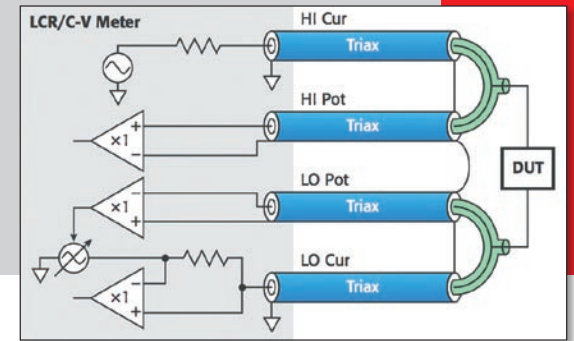 LCR/C-V Meter
HI Cur
Triax
HI Pot
Triax
+
×1
−
LO Pot
Triax
DUT
−
×1
+
LO Cur
Triax
−
×1
+